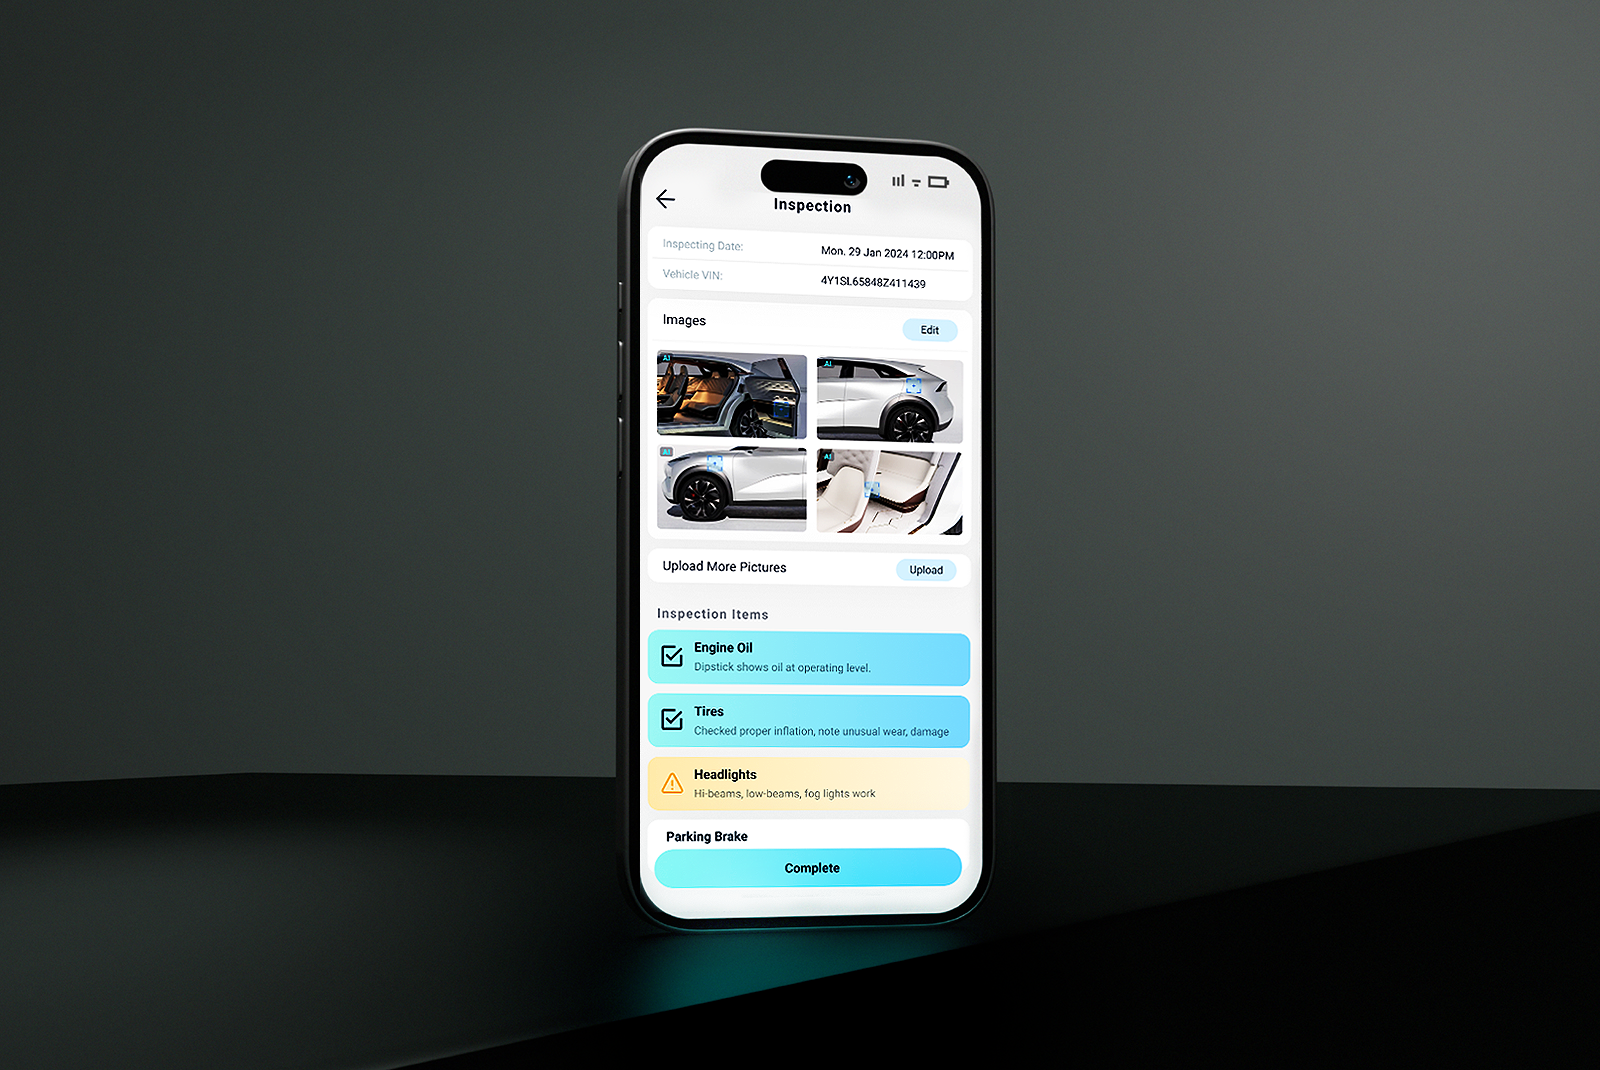 Inspection
Inspecting Date: Mon. 29 Jan 2024 12:00PM
Vehicle VIN: 4Y1SL65848Z411439
Images Edit
AI AI
AI AI
Upload More Pictures Upload
Inspection Items
Engine Oil
Dipstick shows oil at operating level.
Tires
Checked proper inflation, note unusual wear, damage
Headlights
Hi-beams, low-beams, fog lights work
Parking Brake
Complete